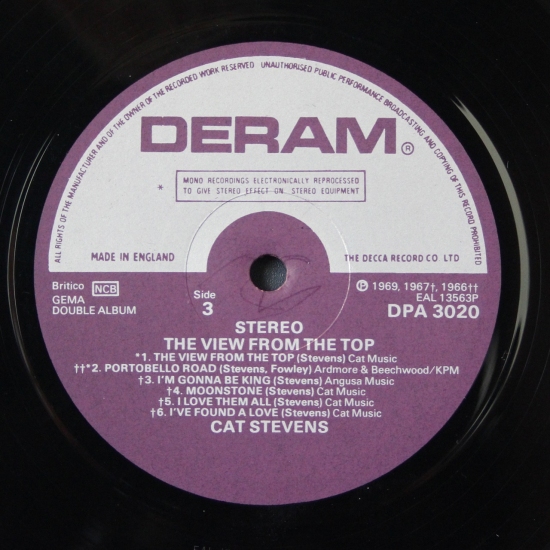 ALL RIGHTS OF THE MANUFACTURER AND OF THE OWNER OF THE RECORDED WORK RESERVED UNAUTHORISED PUBLIC PERFORMANCE BROADCASTING AND COPYING OF THIS RECORD PROHIBITED
DERAM®
* MONO RECORDINGS ELECTRONICALLY REPROCESSED
TO GIVE STEREO EFFECT ON STEREO EQUIPMENT
MADE IN ENGLAND THE DECCA RECORD CO LTD
Britico NCB
GEMA
DOUBLE ALBUM
Side
3
℗ 1969, 1967†, 1966††
EAL 13563P
DPA 3020
STEREO
THE VIEW FROM THE TOP
*1. THE VIEW FROM THE TOP (Stevens) Cat Music
††*2. PORTOBELLO ROAD (Stevens, Fowley) Ardmore & Beechwood/KPM
†3. I'M GONNA BE KING (Stevens) Angusa Music
†4. MOONSTONE (Stevens) Cat Music
†5. I LOVE THEM ALL (Stevens) Cat Music
†6. I'VE FOUND A LOVE (Stevens) Cat Music
CAT STEVENS